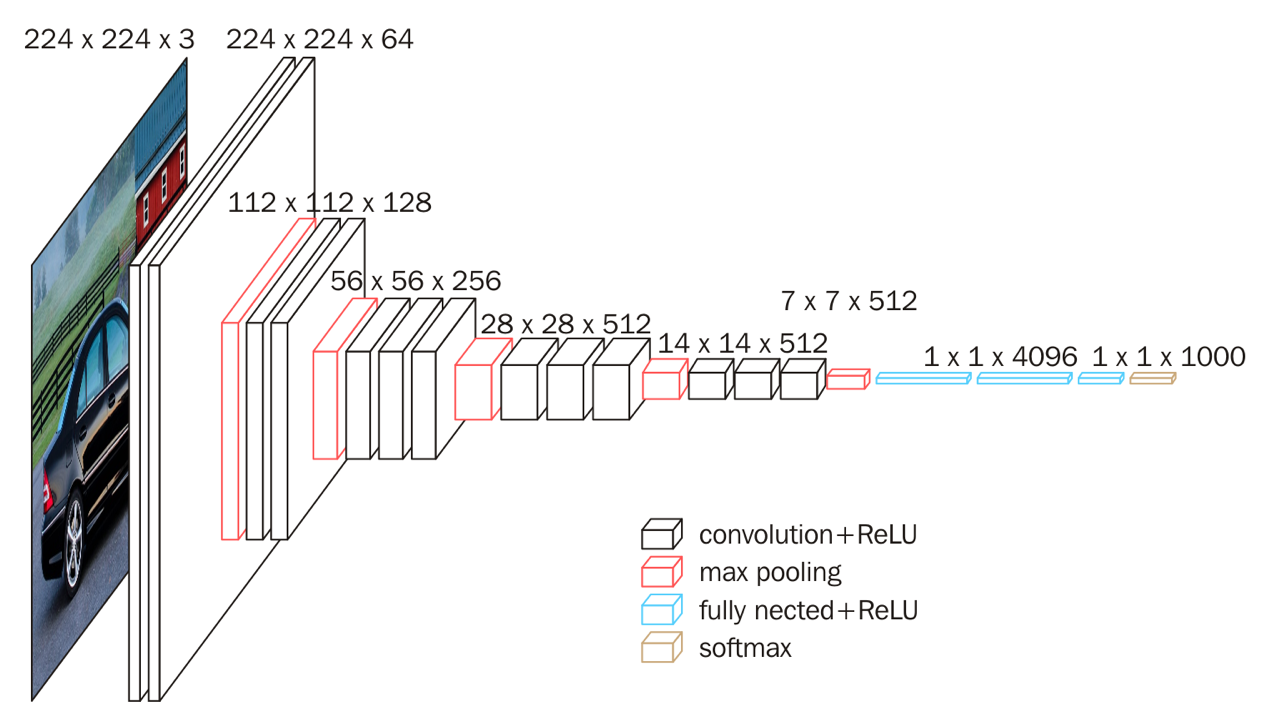 224 x 224 x 3
224 x 224 x 64
112 x 112 x 128
56 x 56 x 256
28 x 28 x 512
14 x 14 x 512
7 x 7 x 512
1 x 1 x 4096
1 x 1 x 1000
convolution+ReLU
max pooling
fully nected+ReLU
softmax